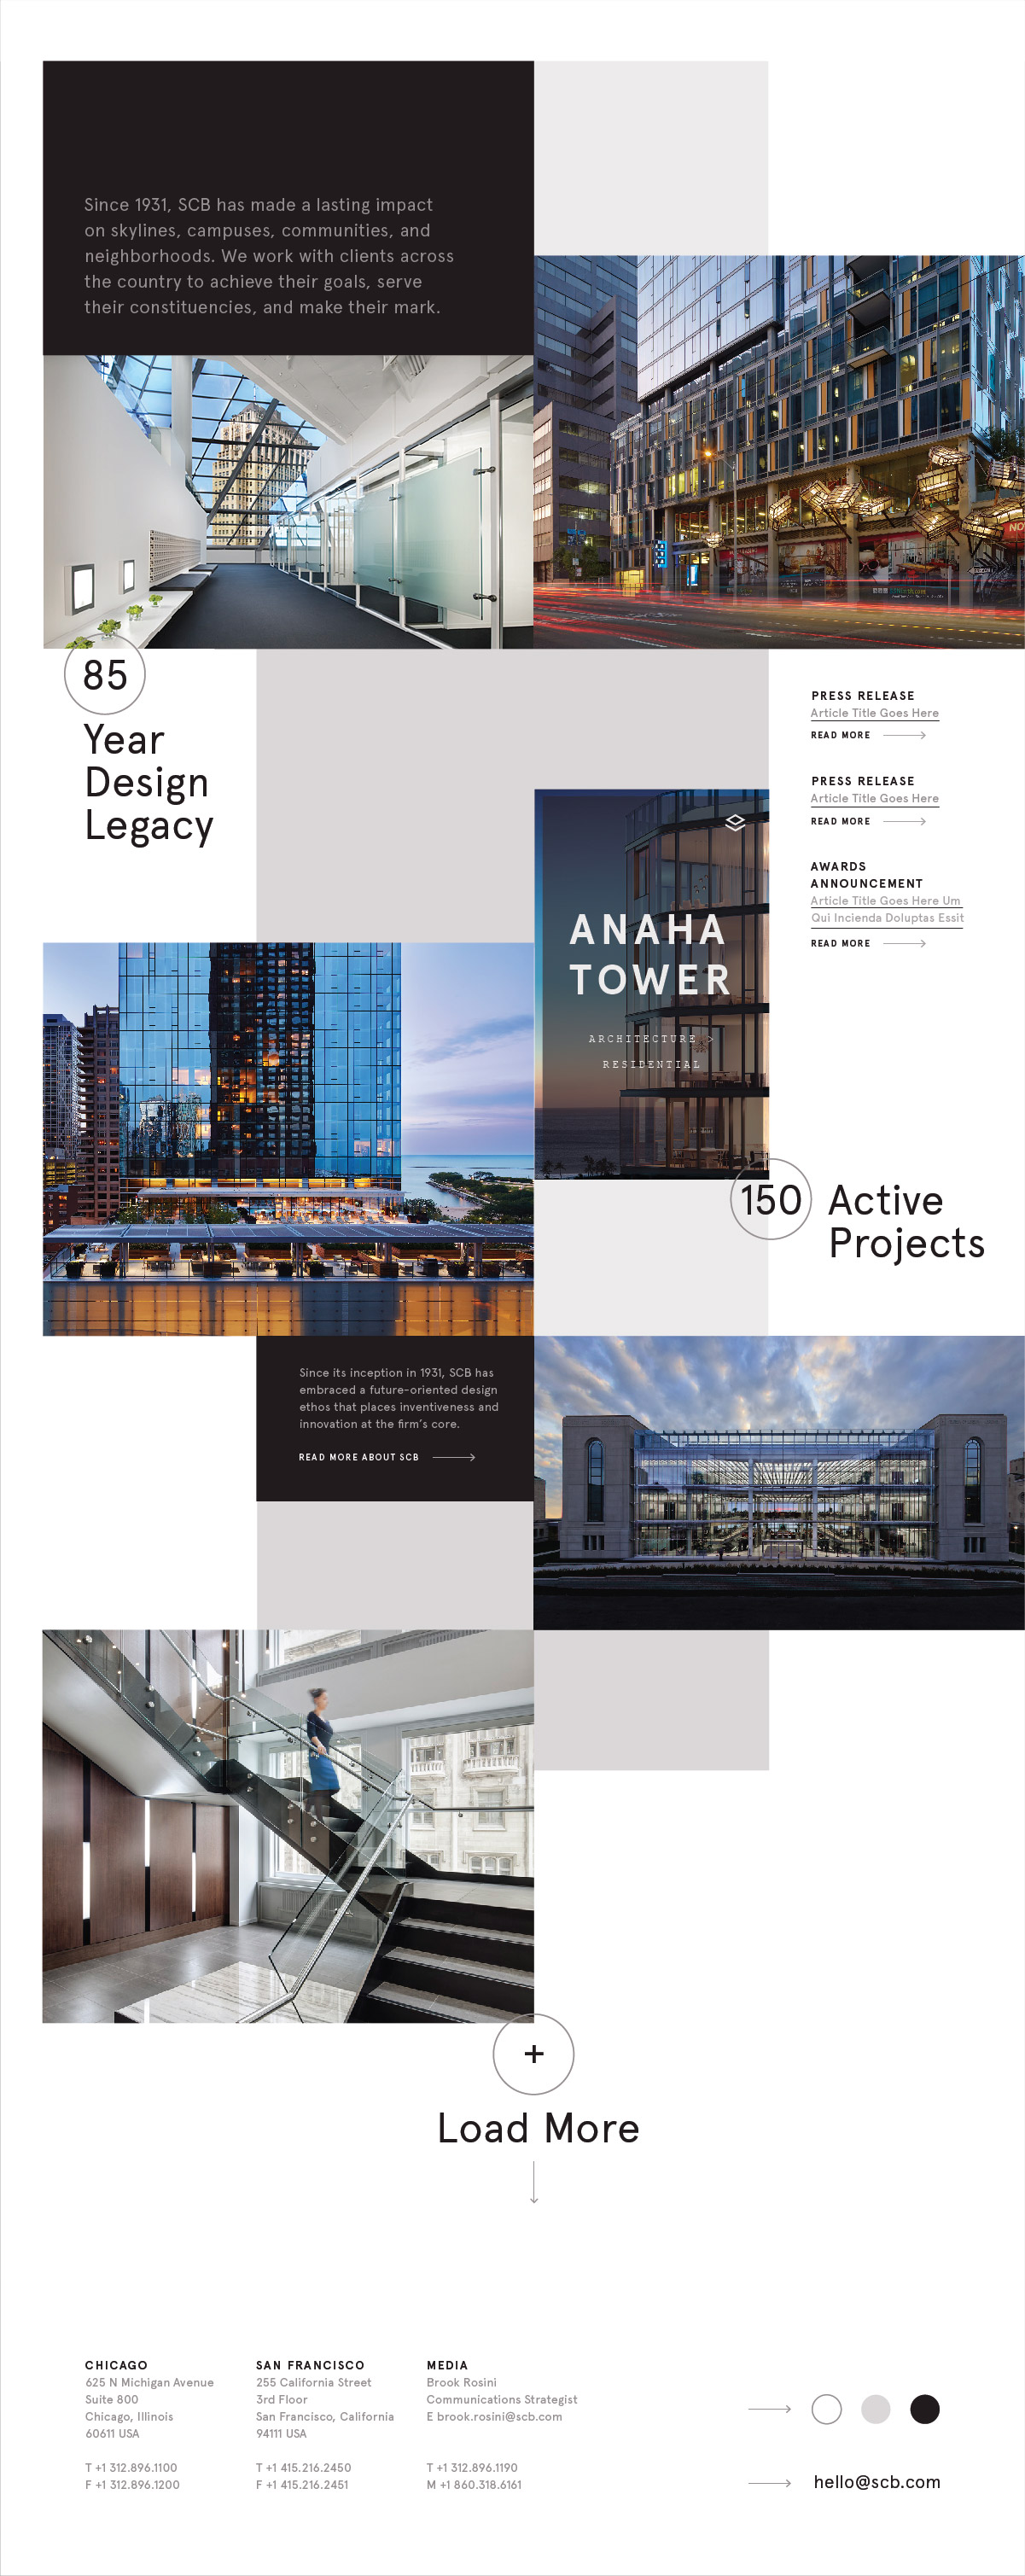 Since 1931, SCB has made a lasting impact
on skylines, campuses, communities, and
neighborhoods. We work with clients across
the country to achieve their goals, serve
their constituencies, and make their mark.
NO
85
Year
Design
Legacy
PRESS RELEASE
Article Title Goes Here
READ MORE
PRESS RELEASE
Article Title Goes Here
READ MORE
AWARDS
ANNOUNCEMENT
Article Title Goes Here Um
Qui Incienda Doluptas Essit
READ MORE
ANAHA
TOWER
ARCHITECTURE >
RESIDENTIAL
150 Active
Projects
Since its inception in 1931, SCB has
embraced a future-oriented design
ethos that places inventiveness and
innovation at the firm’s core.
READ MORE ABOUT SCB
+
Load More
CHICAGO
625 N Michigan Avenue
Suite 800
Chicago, Illinois
60611 USA
T +1 312.896.1100
F +1 312.896.1200
SAN FRANCISCO
255 California Street
3rd Floor
San Francisco, California
94111 USA
T +1 415.216.2450
F +1 415.216.2451
MEDIA
Brook Rosini
Communications Strategist
E brook.rosini@scb.com
T +1 312.896.1190
M +1 860.318.6161
hello@scb.com